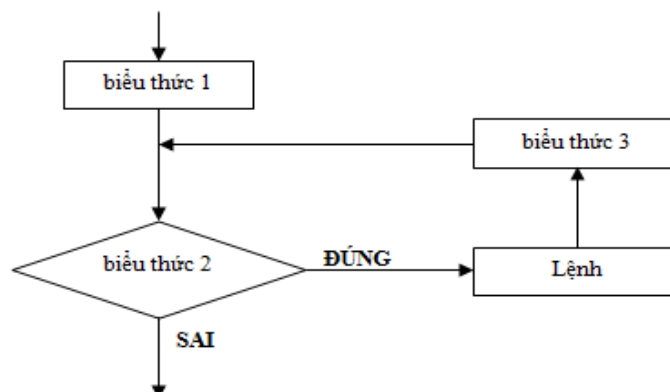 biểu thức 1
biểu thức 3
biểu thức 2
ĐÚNG
Lệnh
SAI